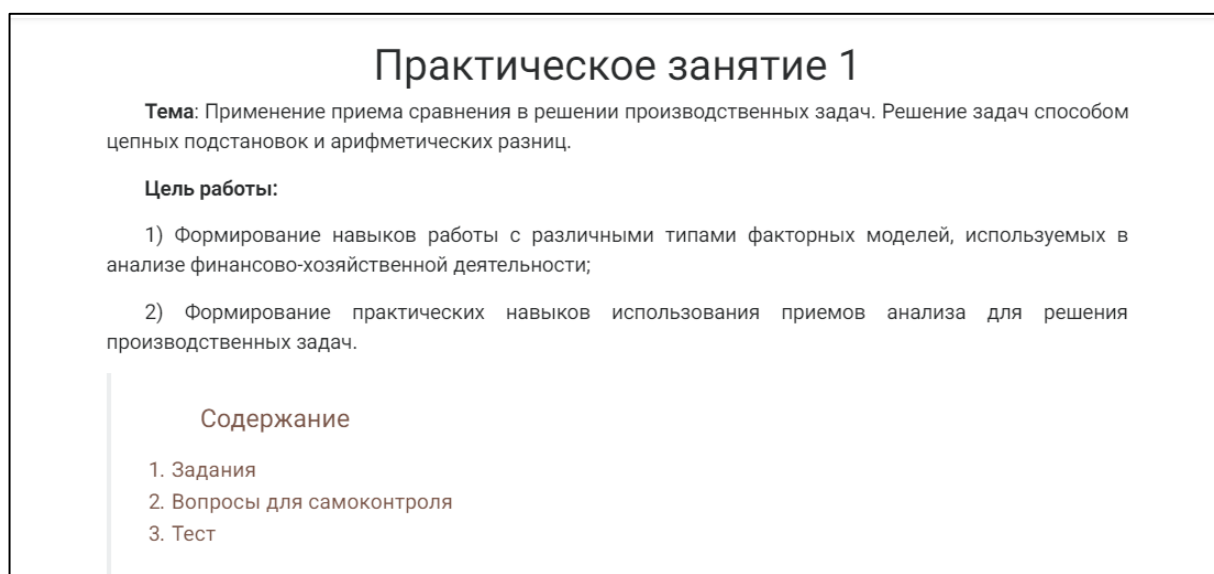 Практическое занятие 1
Тема: Применение приема сравнения в решении производственных задач. Решение задач способом
цепных подстановок и арифметических разниц.
Цель работы:
1) Формирование навыков работы с различными типами факторных моделей, используемых в
анализе финансово-хозяйственной деятельности;
2) Формирование практических навыков использования приемов анализа для решения
производственных задач.
Содержание
1. Задания
2. Вопросы для самоконтроля
3. Тест